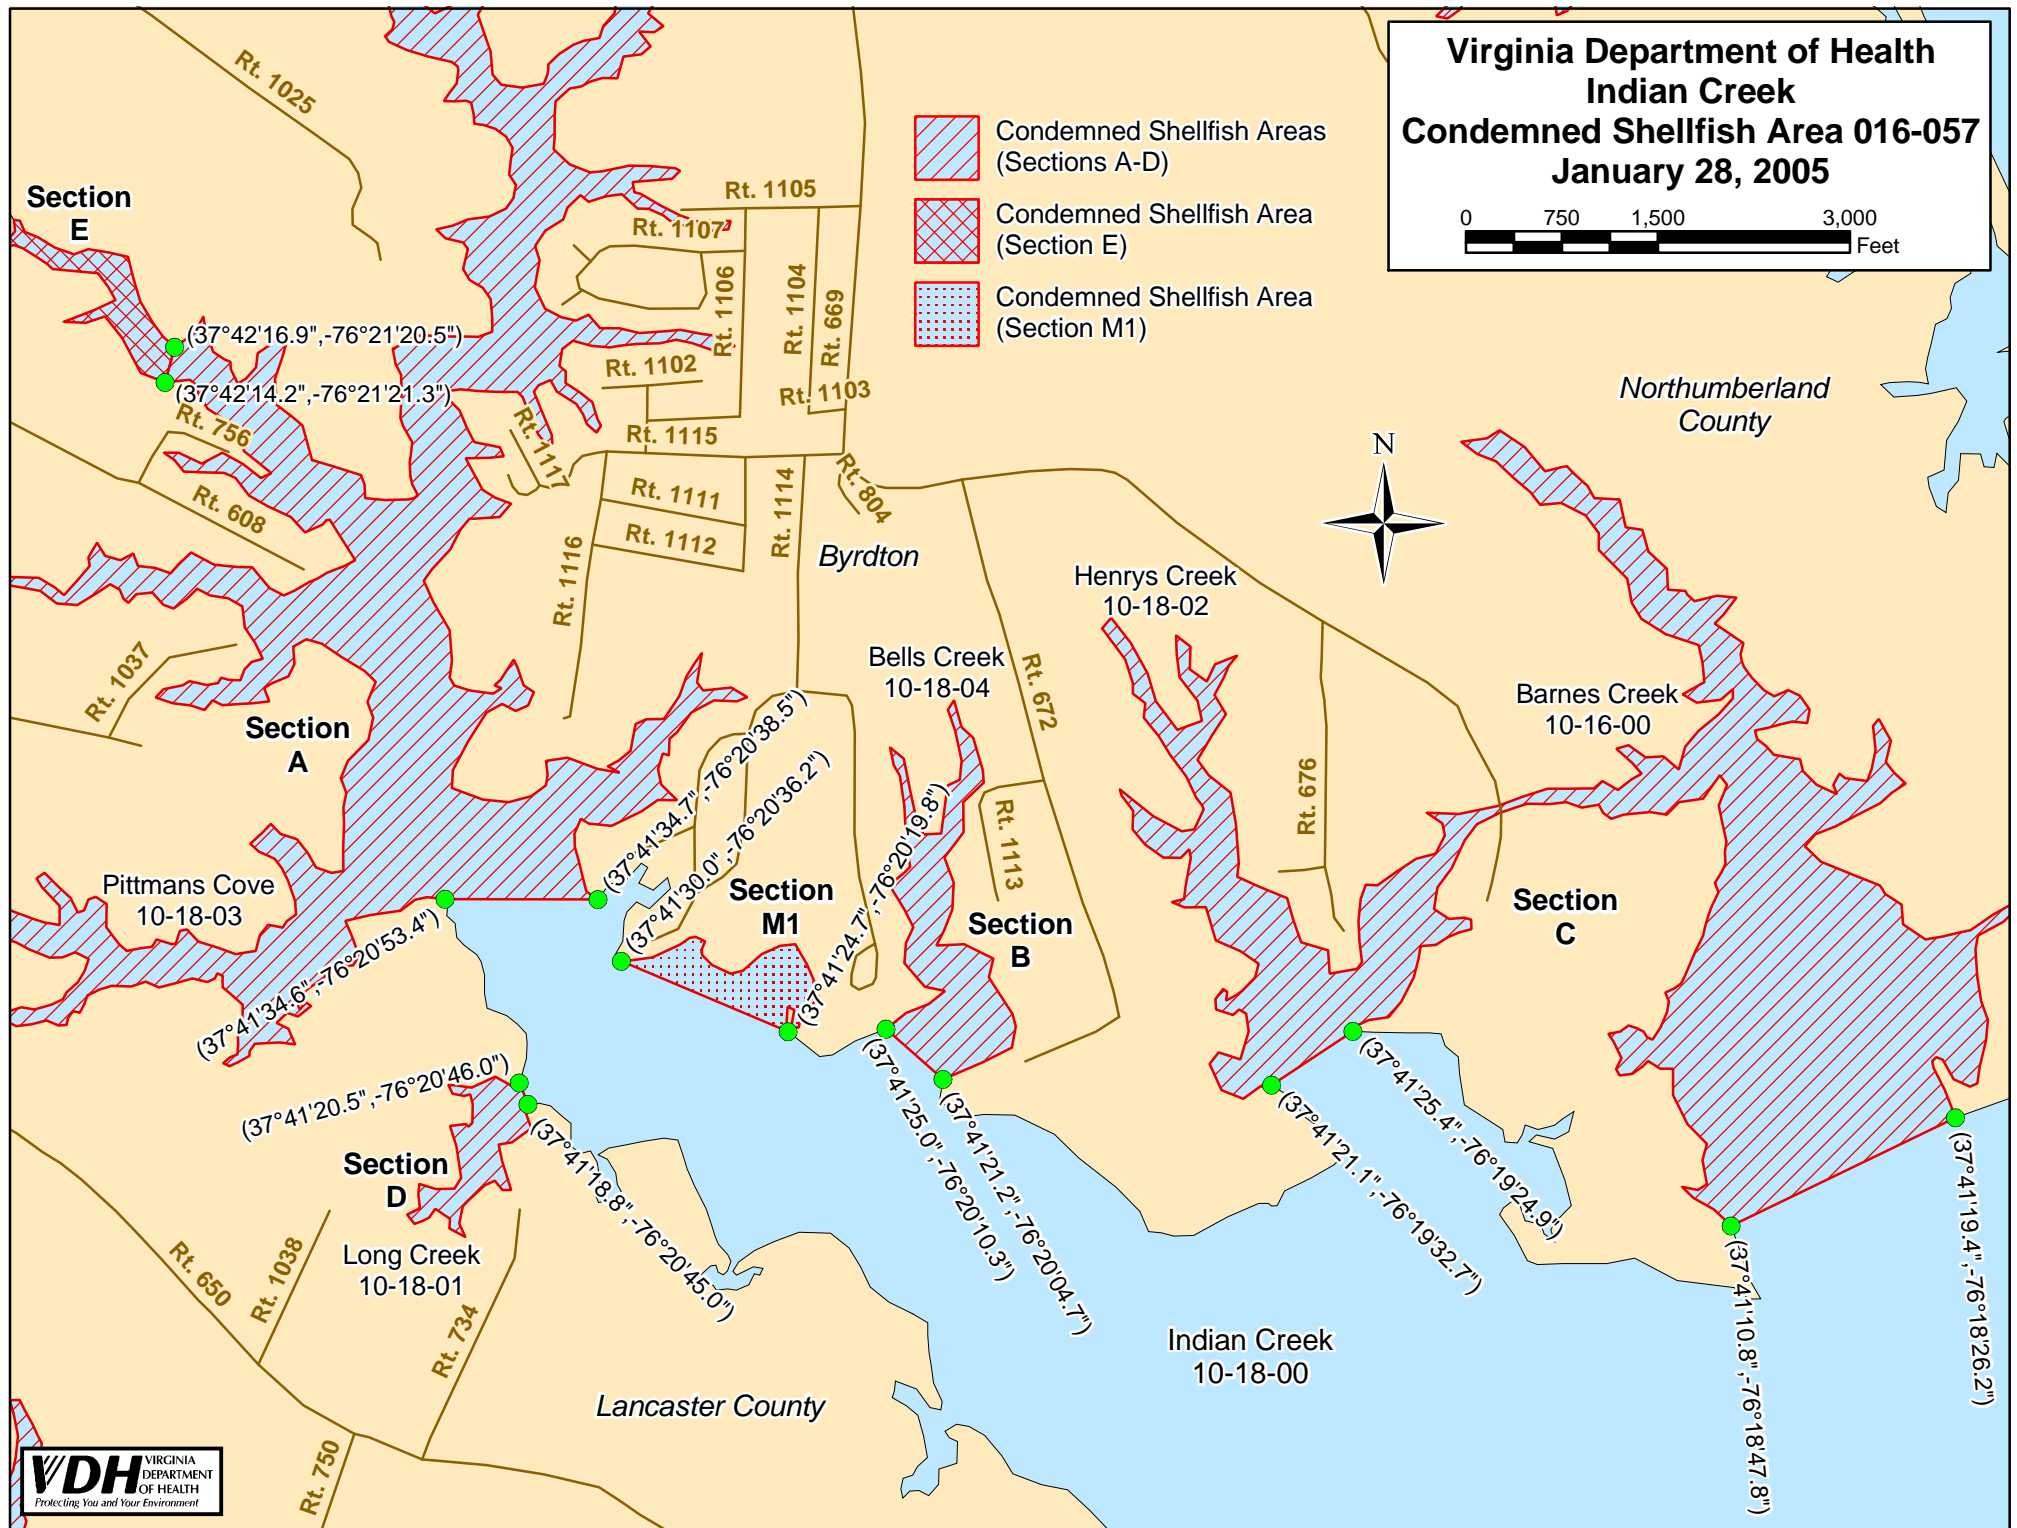 Virginia Department of Health
Indian Creek
Condemned Shellfish Area 016-057
January 28, 2005
0 750 1,500 3,000
Feet
Condemned Shellfish Areas
(Sections A-D)
Condemned Shellfish Area
(Section E)
Condemned Shellfish Area
(Section M1)
Rt. 1025
Section
E
Rt. 1105
Rt. 1107
Rt. 1106
Rt. 1104
Rt. 669
(37°42'16.9",-76°21'20.5")
(37°42'14.2",-76°21'21.3")
Rt. 1102
Rt. 1103
Rt. 756
Rt. 1117
Rt. 1115
Northumberland
County
N
Rt. 608
Rt. 1111
Rt. 1112
Rt. 1114
Rt. 804
Rt. 1116
Byrdton
Henrys Creek
10-18-02
Rt. 1037
Bells Creek
10-18-04
Rt. 672
Barnes Creek
10-16-00
Section
A
(37°41'34.7",-76°20'38.5")
(37°41'30.0",-76°20'36.2")
(37°41'24.7",-76°20'19.8")
Rt. 1113
Rt. 676
Pittmans Cove
10-18-03
Section
M1
Section
B
Section
C
(37°41'34.6",-76°20'53.4")
(37°41'20.5",-76°20'46.0")
(37°41'18.8",-76°20'45.0")
(37°41'25.0",-76°20'10.3")
(37°41'21.2",-76°20'04.7")
(37°41'21.1",-76°19'32.7")
(37°41'25.4",-76°19'24.9")
(37°41'10.8",-76°18'47.8")
(37°41'19.4",-76°18'26.2")
Section
D
Long Creek
10-18-01
Rt. 650
Rt. 1038
Rt. 734
Indian Creek
10-18-00
Lancaster County
Rt. 750
VDH
VIRGINIA
DEPARTMENT
OF HEALTH
Protecting You and Your Environment